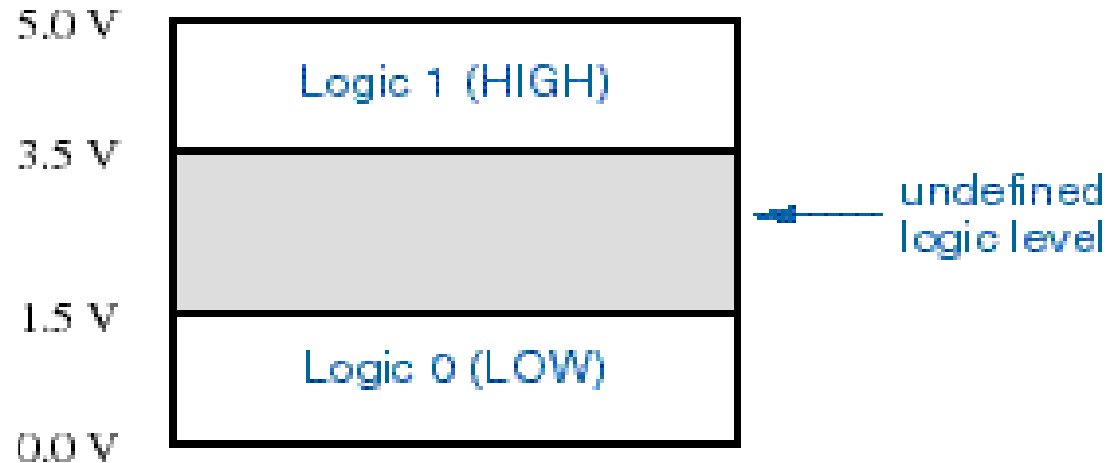 5.0 V
Logic 1 (HIGH)
3.5 V
undefined
logic level
1.5 V
Logic 0 (LOW)
0.0 V